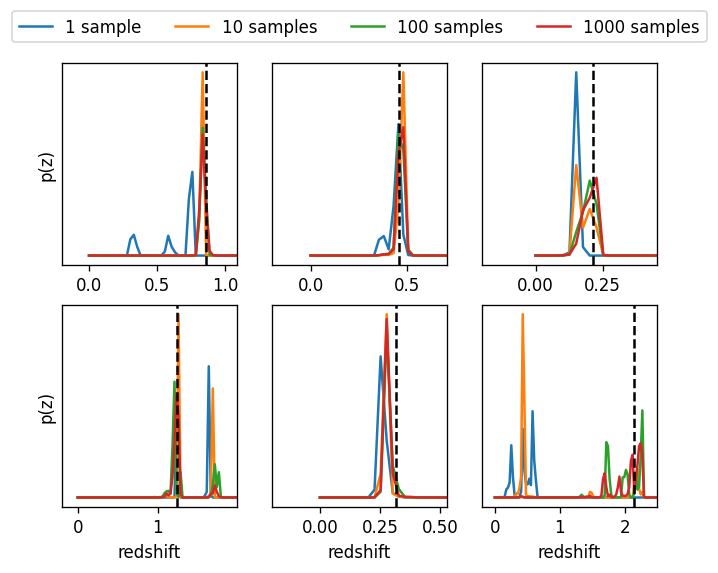 1 sample 10 samples 100 samples 1000 samples
p(z)
0.0 0.5 1.0 0.0 0.5 0.00 0.25
p(z)
0 1 0.00 0.25 0.50 0 1 2
redshift redshift redshift